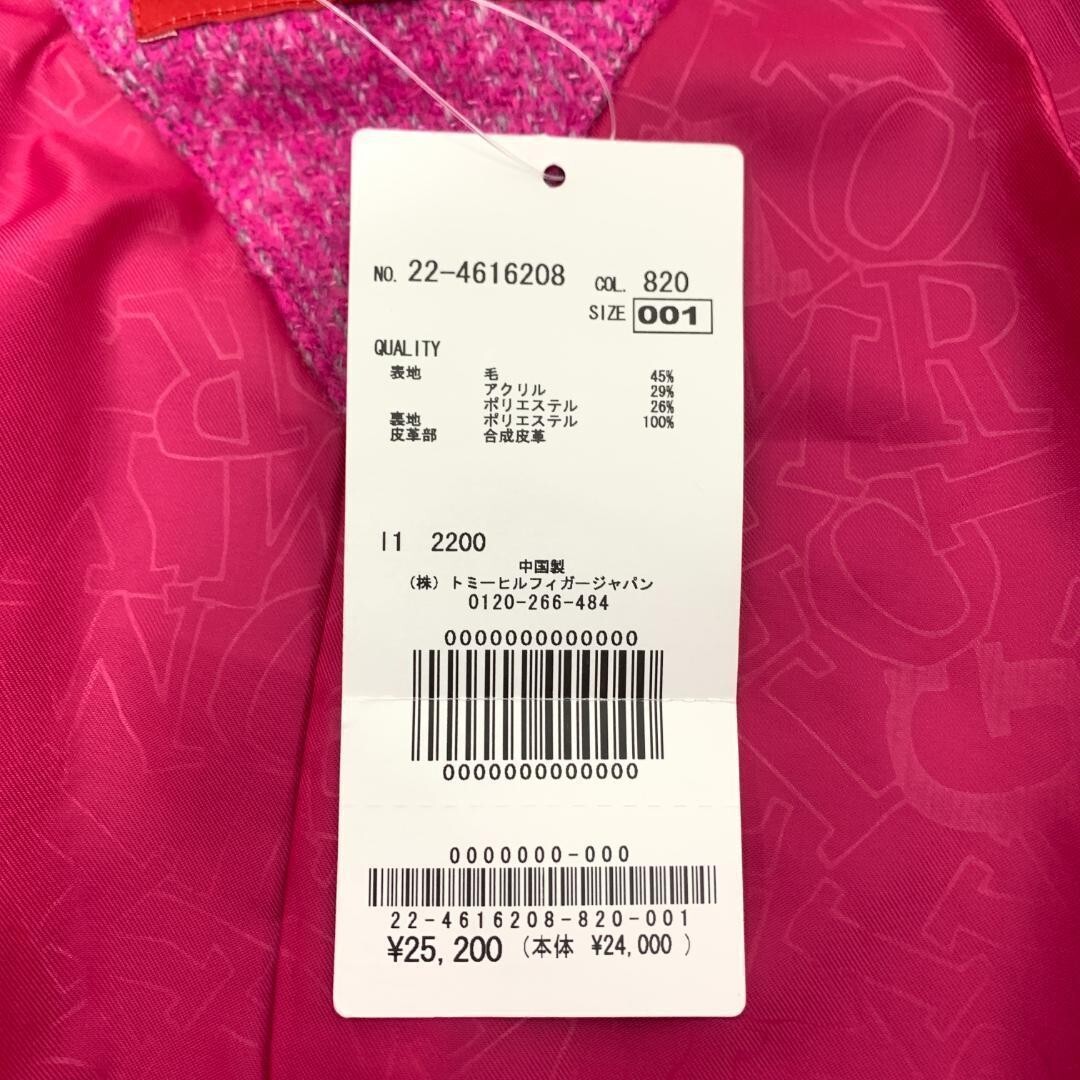 NO. 22-4616208 COL. 820
SIZE 001
QUALITY
表地 毛 45%
アクリル 29%
ポリエステル 26%
裏地 ポリエステル 100%
皮革部 合成皮革
I1 2200
中国製
(株) トミーヒルフィガージャパン
0120-266-484
0000000000000
0000000000000
0000000-000
22-4616208-820-001
¥25,200 (本体 ¥24,000 )